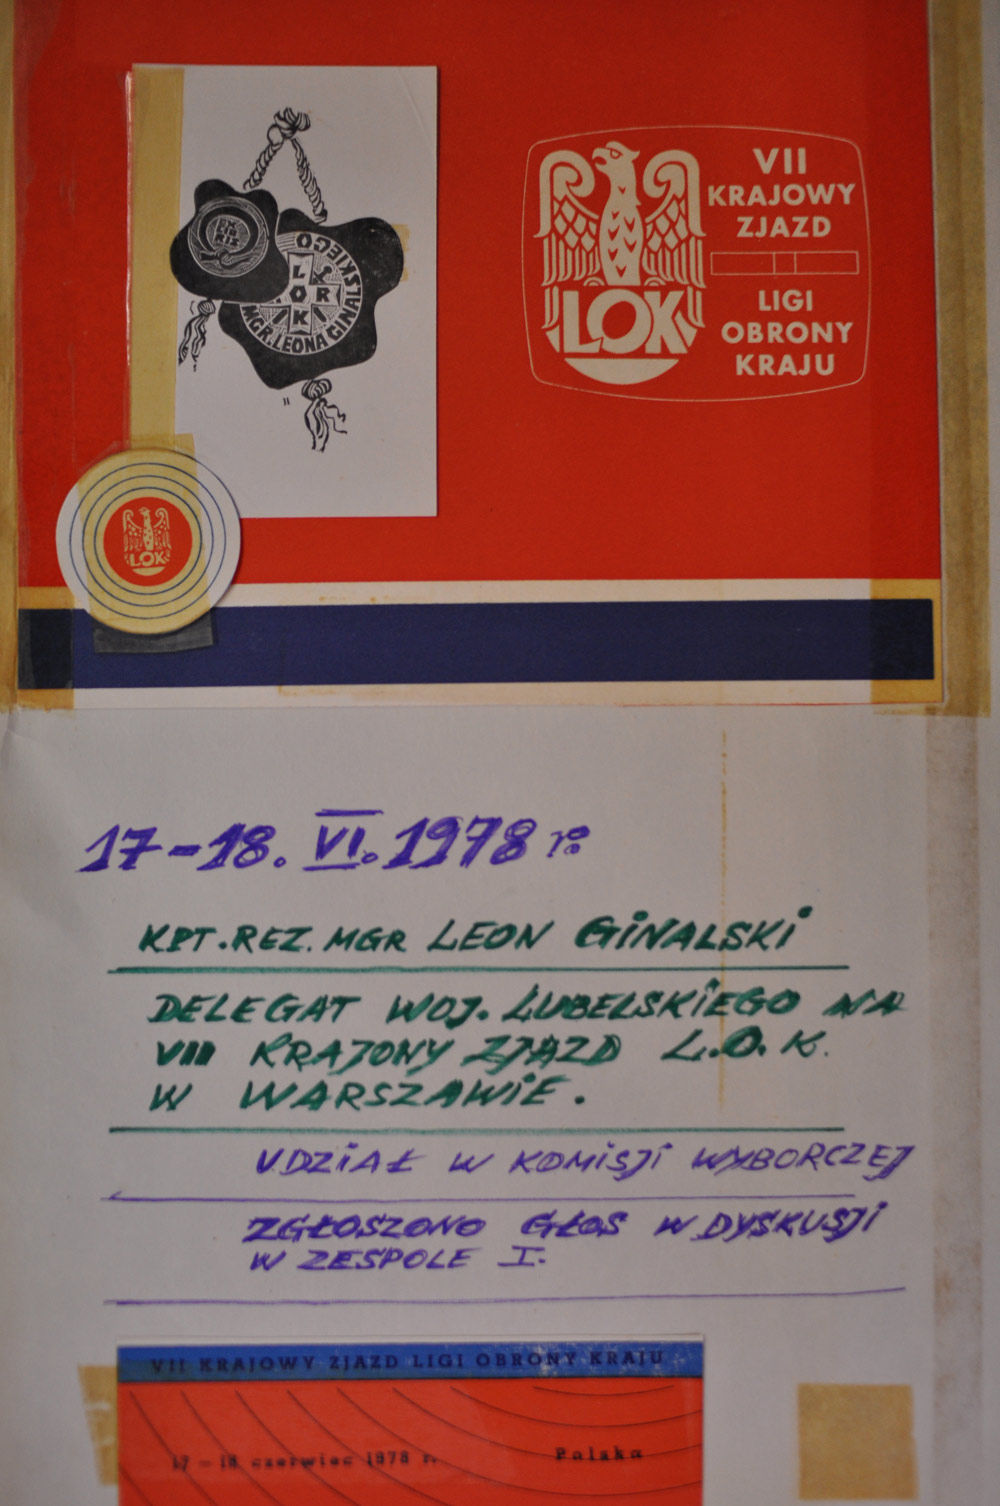 EX LIBRIS
MGR. LEONA GINALSKIEGO
LOK
VII
KRAJOWY
ZJAZD
LIGI
OBRONY
KRAJU
LOK
LOK
17-18. VI. 1978 r.
KPT. REZ. MGR LEON GINALSKI
DELEGAT WOJ. LUBELSKIEGO NA
VII KRAJOWY ZJAZD L.O.K.
W WARSZAWIE.
UDZIAŁ W KOMISJI WYBORCZEJ
ZGŁOSZONO GŁOS W DYSKUSJI
W ZESPOLE I.
VII KRAJOWY ZJAZD LIGI OBRONY KRAJU
17 – 18 czerwiec 1978 r.
Polska